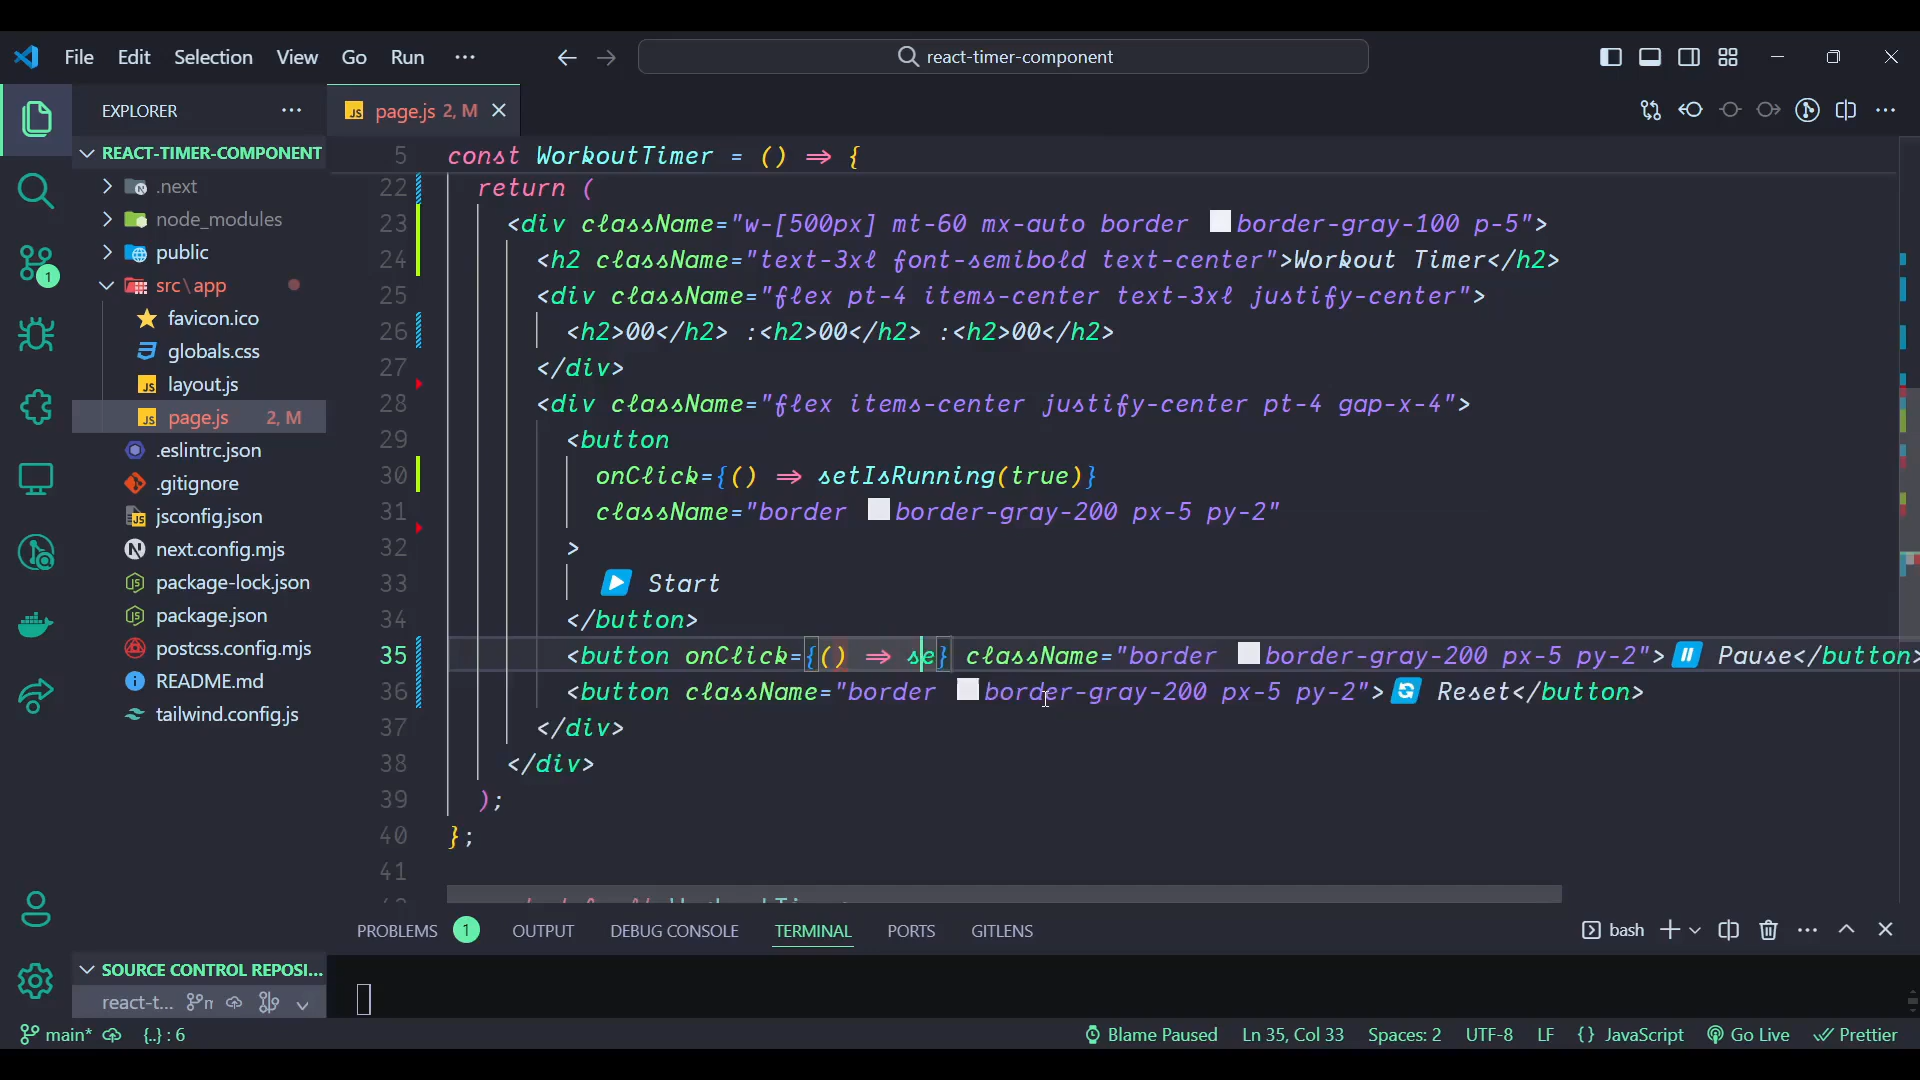 File Edit Selection View Go Run ··· react-timer-component
EXPLORER
page.js 2, M
REACT-TIMER-COMPONENT
.next
node_modules
public
src\app
favicon.ico
globals.css
layout.js
page.js 2, M
.eslintrc.json
.gitignore
jsconfig.json
next.config.mjs
package-lock.json
package.json
postcss.config.mjs
README.md
tailwind.config.js
5 const WorkoutTimer = () => {
22 return (
23 <div className="w-[500px] mt-60 mx-auto border border-gray-100 p-5">
24 <h2 className="text-3xl font-semibold text-center">Workout Timer</h2>
25 <div className="flex pt-4 items-center text-3xl justify-center">
26 <h2>00</h2> :<h2>00</h2> :<h2>00</h2>
27 </div>
28 <div className="flex items-center justify-center pt-4 gap-x-4">
29 <button
30 onClick={() => setIsRunning(true)}
31 className="border border-gray-200 px-5 py-2"
32 >
33 ▶️ Start
34 </button>
35 <button onClick={() => se} className="border border-gray-200 px-5 py-2">⏸️ Pause</button>
36 <button className="border border-gray-200 px-5 py-2">🔄 Reset</button>
37 </div>
38 </div>
39 );
40 };
41
PROBLEMS 1 OUTPUT DEBUG CONSOLE TERMINAL PORTS GITLENS
bash
SOURCE CONTROL REPOSI...
react-t...
main* {..} : 6 Blame Paused Ln 35, Col 33 Spaces: 2 UTF-8 LF {} JavaScript Go Live Prettier